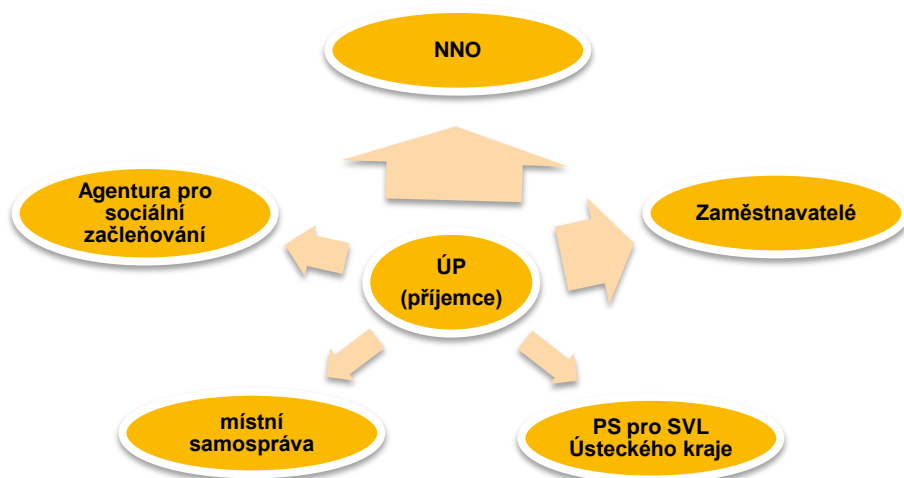 NNO
Agentura pro
sociální
začleňování
Zaměstnavatelé
ÚP
(příjemce)
místní
samospráva
PS pro SVL
Ústeckého kraje